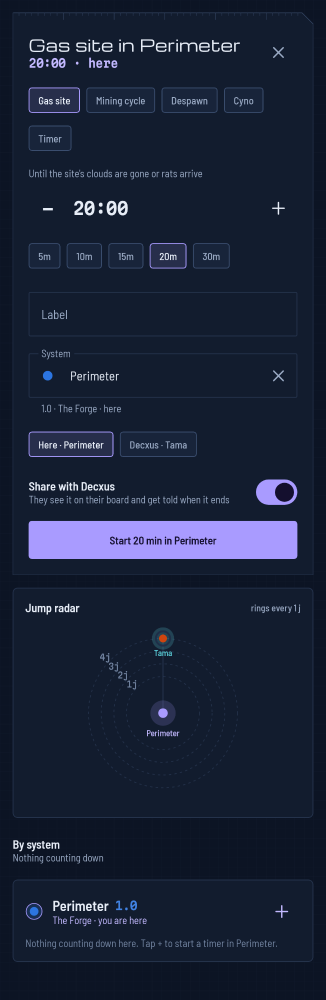 Gas site in Perimeter
20:00 · here
Gas site
Mining cycle
Despawn
Cyno
Timer
Until the site's clouds are gone or rats arrive
− 20:00 +
5m
10m
15m
20m
30m
Label
System
Perimeter
1.0 · The Forge · here
Here · Perimeter
Decxus · Tama
Share with Decxus
They see it on their board and get told when it ends
Start 20 min in Perimeter
Jump radar
rings every 1 j
Tama
4j
3j
2j
1j
Perimeter
By system
Nothing counting down
Perimeter 1.0
The Forge · you are here
Nothing counting down here. Tap + to start a timer in Perimeter.